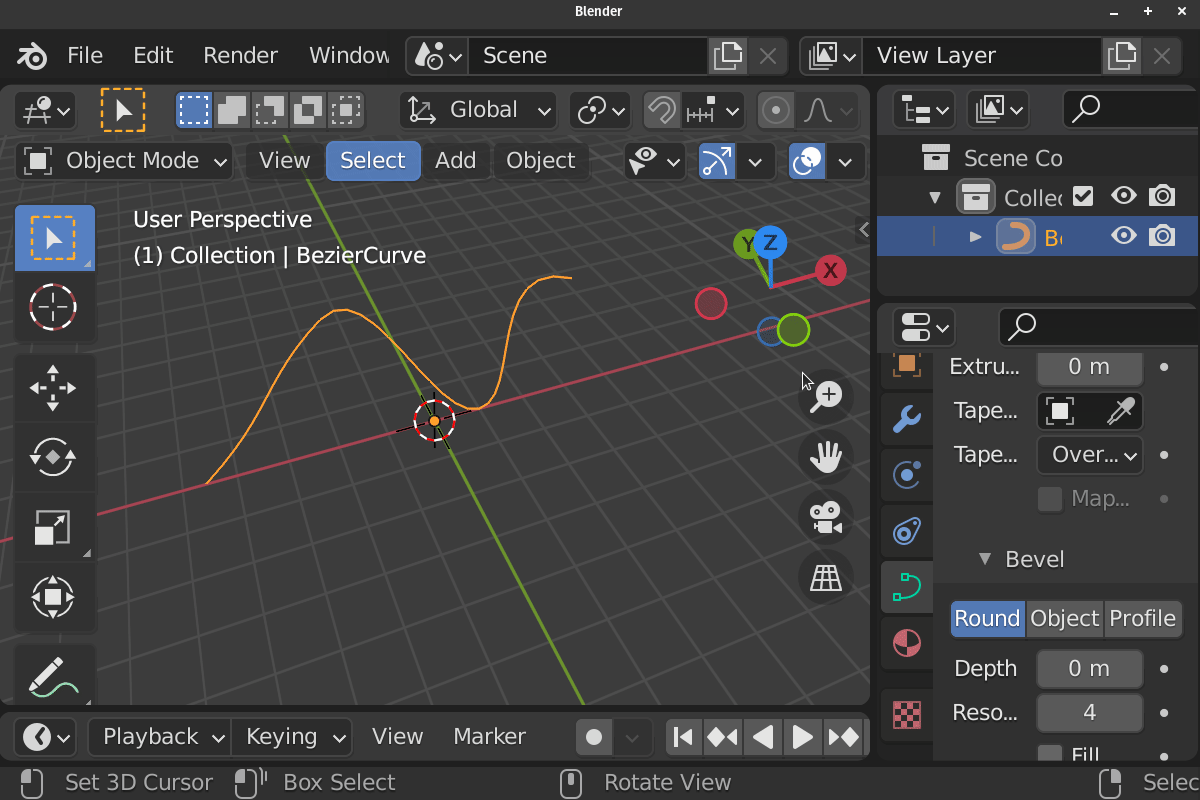 Blender
File Edit Render Window Scene View Layer
Global
Object Mode View Select Add Object
User Perspective
(1) Collection | BezierCurve
Y Z X
Scene Co
Collec
Be
Extru... 0 m
Tape...
Tape... Over...
Map...
Bevel
Round Object Profile
Depth 0 m
Reso... 4
Fill
Playback Keying View Marker
Set 3D Cursor Box Select Rotate View Selec